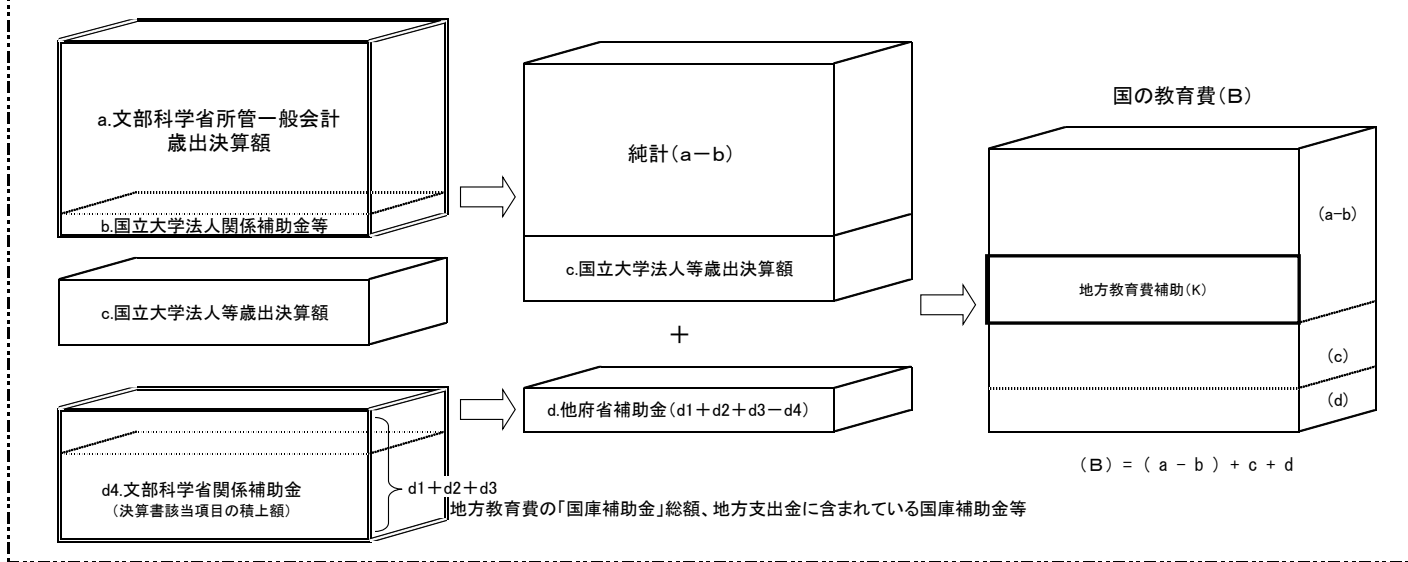 a.文部科学省所管一般会計
歳出決算額
b.国立大学法人関係補助金等
c.国立大学法人等歳出決算額
d4.文部科学省関係補助金
(決算書該当項目の積上額)
d1+d2+d3
地方教育費の「国庫補助金」総額、地方支出金に含まれている国庫補助金等
純計(a-b)
c.国立大学法人等歳出決算額
+
d.他府省補助金(d1+d2+d3-d4)
国の教育費(B)
(a-b)
地方教育費補助(K)
(c)
(d)
(B) = ( a - b ) + c + d